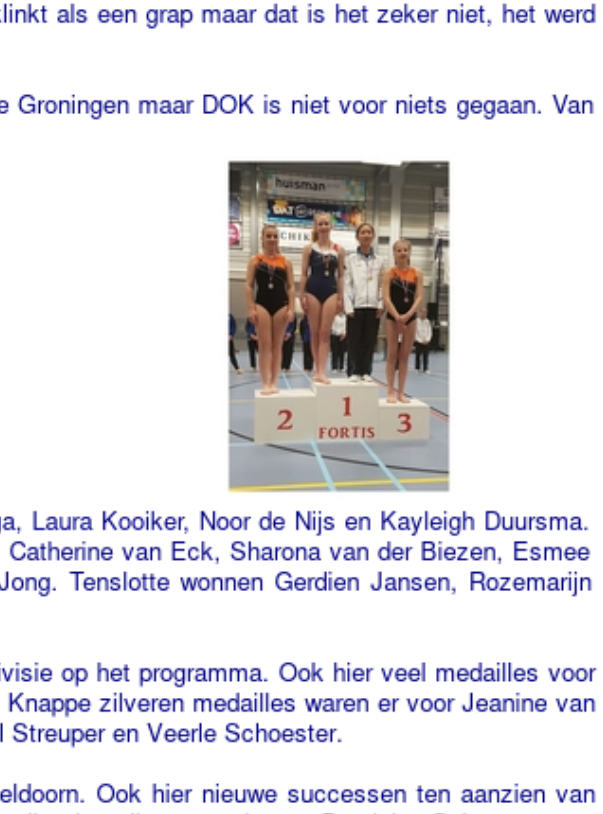 klinkt als een grap maar dat is het zeker niet, het werd
e Groningen maar DOK is niet voor niets gegaan. Van
huisman
CHIK
2
1
3
FORTIS
ga, Laura Kooiker, Noor de Nijs en Kayleigh Duursma.
Catherine van Eck, Sharona van der Biezen, Esmee
Jong. Tenslotte wonnen Gerdien Jansen, Rozemarijn
ivisie op het programma. Ook hier veel medailles voor
Knappe zilveren medailles waren er voor Jeanine van
l Streuper en Veerle Schoester.
eldoorn. Ook hier nieuwe successen ten aanzien van